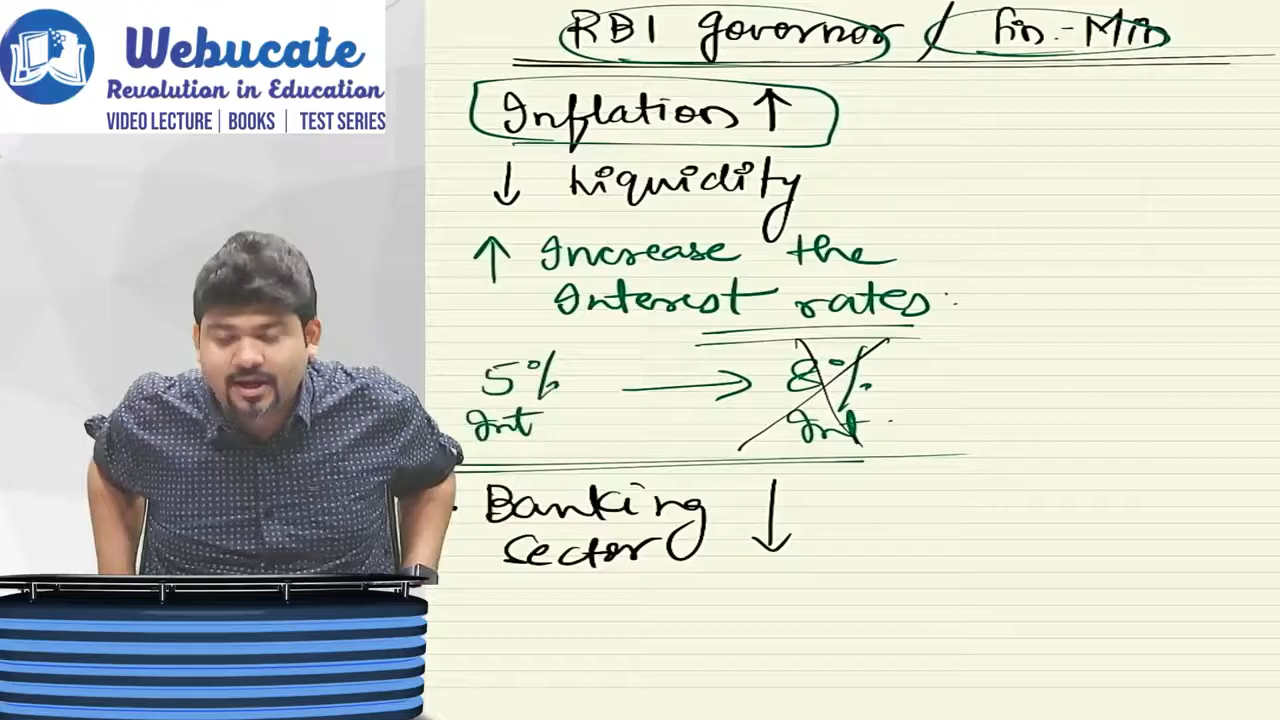 Webucate
Revolution in Education
VIDEO LECTURE | BOOKS | TEST SERIES
RBI governor / Fin.-Min
Inflation ↑
↓ Liquidity
↑ Increase the
Interest rates.
5% → 8%
Int Int
Banking ↓
Sector